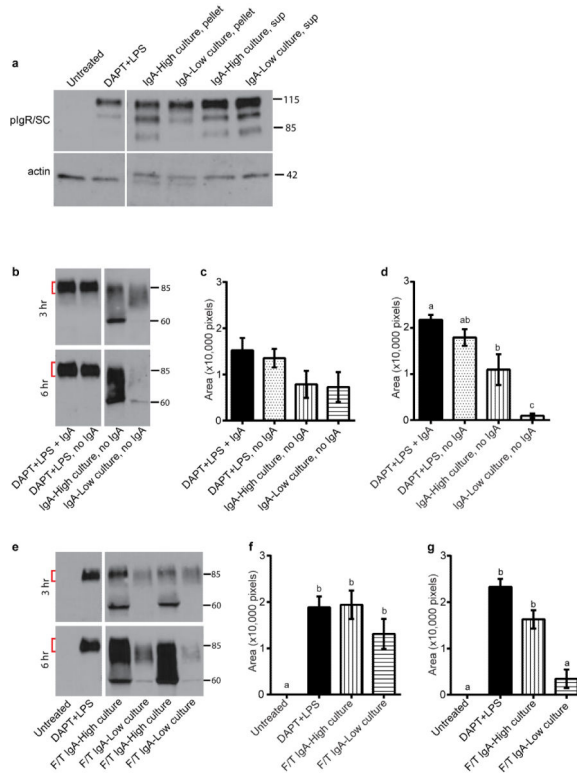 a
Untreated
DAPT+LPS
IgA-High culture, pellet
IgA-Low culture, pellet
IgA-High culture, sup
IgA-Low culture, sup
pIgR/SC
115
85
actin
42
b
3 hr
85
60
6 hr
85
60
DAPT+LPS + IgA
DAPT+LPS, no IgA
IgA-High culture, no IgA
IgA-Low culture, no IgA
c
Area (x10,000 pixels)
3
2
1
0
DAPT+LPS + IgA
DAPT+LPS, no IgA
IgA-High culture, no IgA
IgA-Low culture, no IgA
d
Area (x10,000 pixels)
3
2
1
0
a
ab
b
c
DAPT+LPS + IgA
DAPT+LPS, no IgA
IgA-High culture, no IgA
IgA-Low culture, no IgA
e
3 hr
85
60
6 hr
85
60
Untreated
DAPT+LPS
F/T IgA-High culture
F/T IgA-Low culture
F/T IgA-High culture
F/T IgA-Low culture
f
Area (x10,000 pixels)
3
2
1
0
a
b
b
b
Untreated
DAPT+LPS
F/T IgA-High culture
F/T IgA-Low culture
g
Area (x10,000 pixels)
3
2
1
0
a
b
b
a
Untreated
DAPT+LPS
F/T IgA-High culture
F/T IgA-Low culture